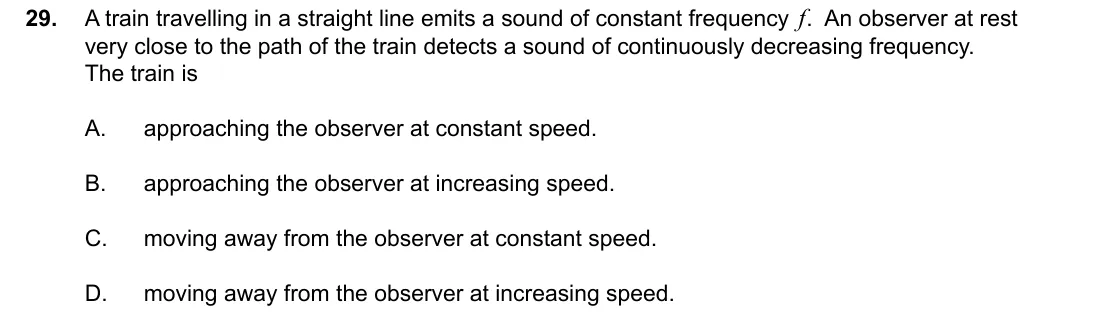 29. A train travelling in a straight line emits a sound of constant frequency f. An observer at rest
very close to the path of the train detects a sound of continuously decreasing frequency.
The train is
A. approaching the observer at constant speed.
B. approaching the observer at increasing speed.
C. moving away from the observer at constant speed.
D. moving away from the observer at increasing speed.